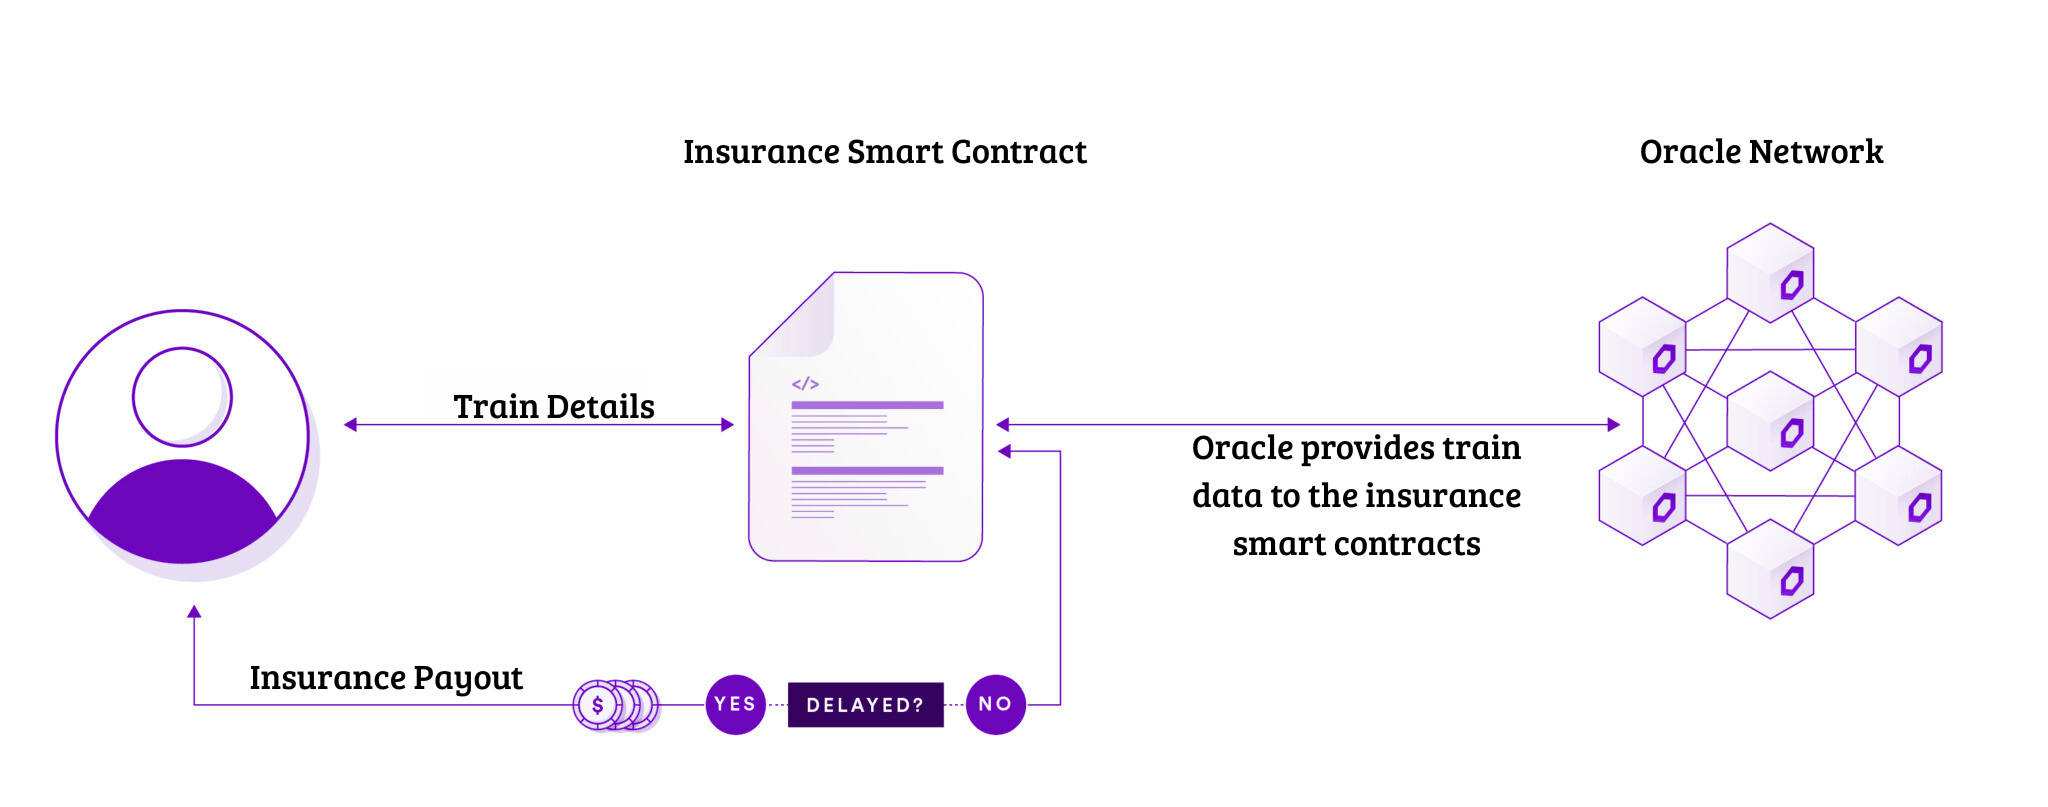 Insurance Smart Contract
Oracle Network
</>
Train Details
Oracle provides train
data to the insurance
smart contracts
Insurance Payout
$
YES
DELAYED?
NO